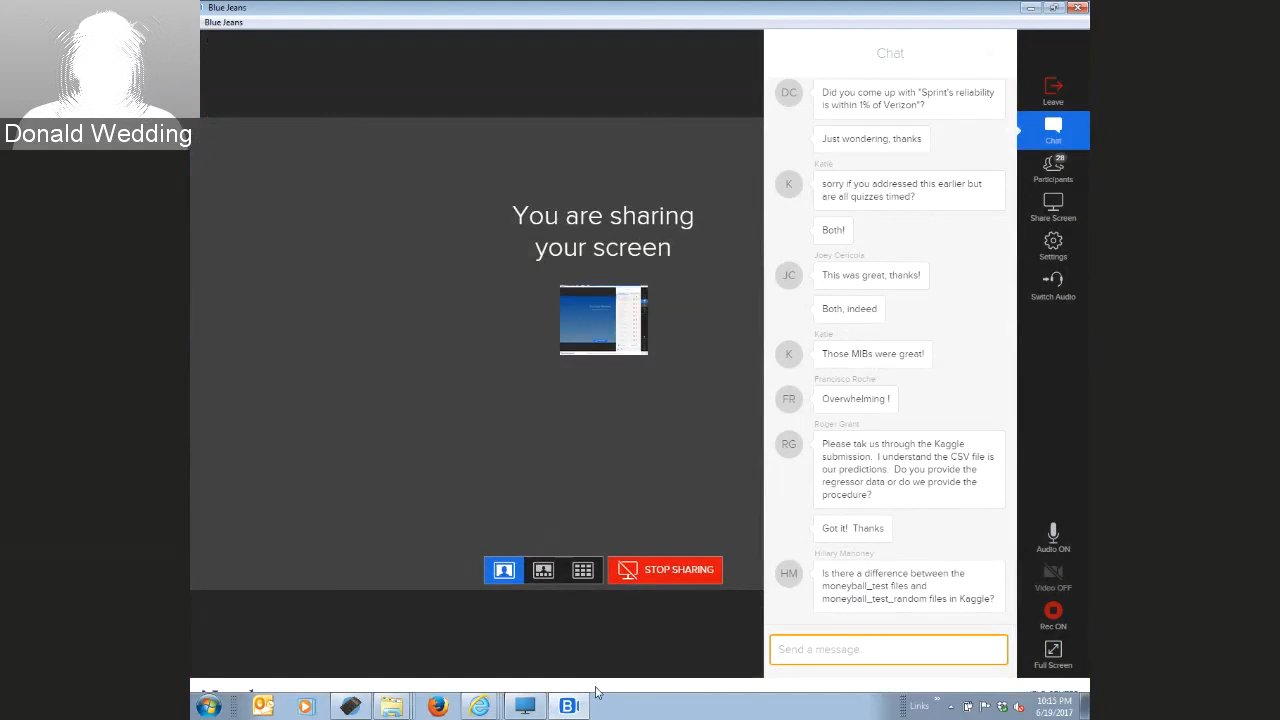 Blue Jeans
Blue Jeans
Donald Wedding
You are sharing
your screen
STOP SHARING
Chat
DC
Did you come up with "Sprint's reliability
is within 1% of Verizon"?
Just wondering, thanks
Katie
K
sorry if you addressed this earlier but
are all quizzes timed?
Both!
Joey Cericola
JC
This was great, thanks!
Both, indeed
Katie
K
Those MIBs were great!
Francisco Roche
FR
Overwhelming !
Roger Grant
RG
Please tak us through the Kaggle
submission. I understand the CSV file is
our predictions. Do you provide the
regressor data or do we provide the
procedure?
Got it! Thanks
Hillary Manoney
HM
Is there a difference between the
moneyball_test files and
moneyball_test_random files in Kaggle?
Send a message
Leave
Chat
28
Participants
Share Screen
Settings
Switch Audio
Audio ON
Video OFF
Rec ON
Full Screen
Links
10:15 PM
6/19/2017